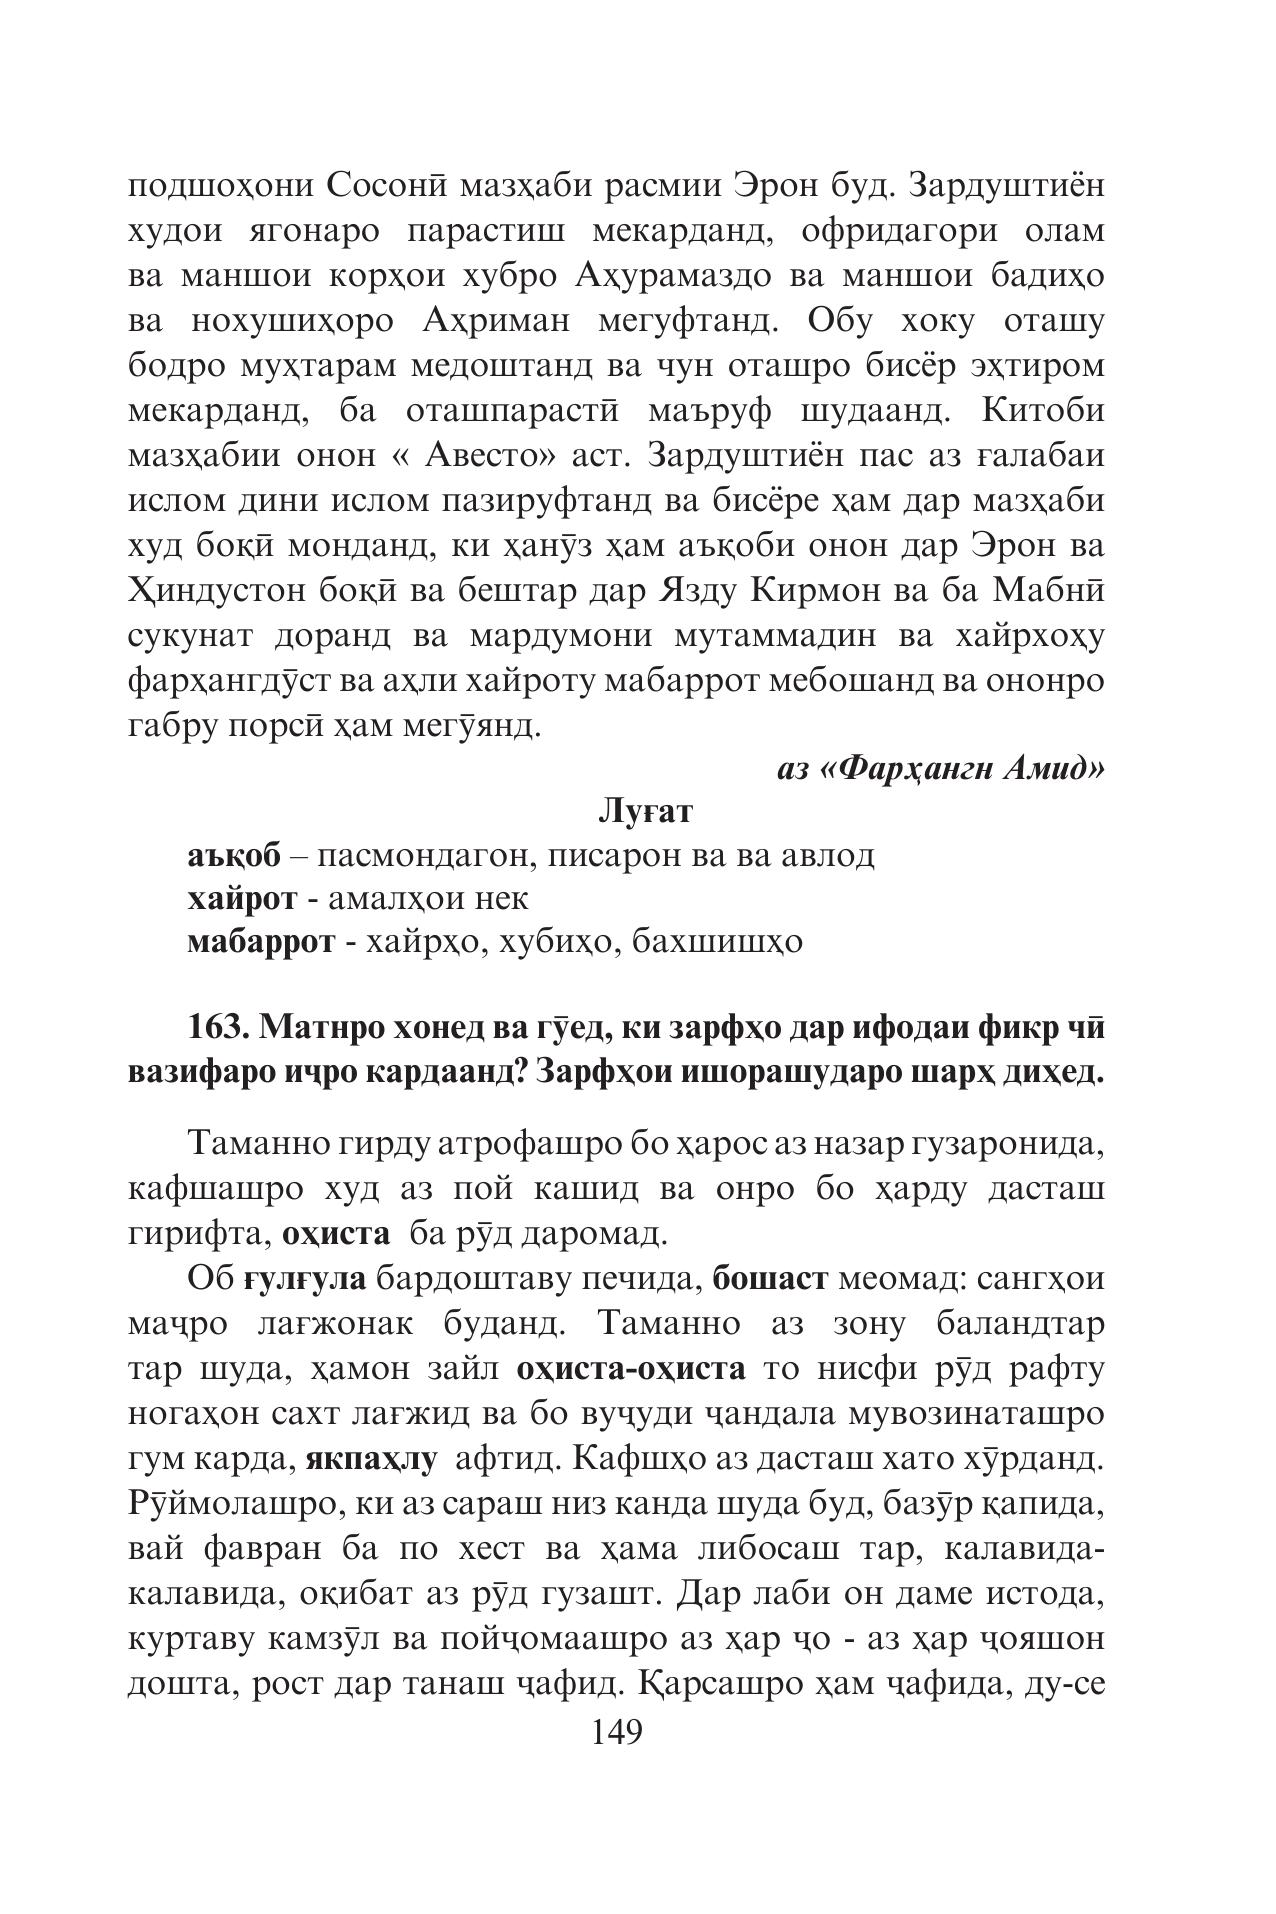 подшоҳони Сосонӣ мазҳаби расмии Эрон буд. Зардуштиён
худои ягонаро парастиш мекарданд, офридагори олам
ва маншои корҳои хубро Аҳурамаздо ва маншои бадиҳо
ва нохушиҳоро Аҳриман мегуфтанд. Обу хоку оташу
бодро муҳтарам медоштанд ва чун оташро бисёр эҳтиром
мекарданд, ба оташпарастӣ маъруф шудаанд. Китоби
мазҳабии онон « Авесто» аст. Зардуштиён пас аз ғалабаи
ислом дини ислом пазируфтанд ва бисёре ҳам дар мазҳаби
худ боқӣ монданд, ки ҳанӯз ҳам аъқоби онон дар Эрон ва
Ҳиндустон боқӣ ва бештар дар Язду Кирмон ва ба Мабнӣ
сукунат доранд ва мардумони мутаммадин ва хайрхоҳу
фарҳангдӯст ва аҳли хайроту мабаррот мебошанд ва ононро
габру порсӣ ҳам мегӯянд.
аз «Фарҳангн Амид»
Луғат
аъқоб – пасмондагон, писарон ва ва авлод
хайрот - амалҳои нек
мабаррот - хайрҳо, хубиҳо, бахшишҳо
163. Матнро хонед ва гӯед, ки зарфҳо дар ифодаи фикр чӣ
вазифаро иҷро кардаанд? Зарфҳои ишорашударо шарҳ диҳед.
Таманно гирду атрофашро бо ҳарос аз назар гузаронида,
кафшашро худ аз пой кашид ва онро бо ҳарду дасташ
гирифта, оҳиста ба рӯд даромад.
Об ғулғула бардоштаву печида, бошаст меомад: сангҳои
маҷро лағжонак буданд. Таманно аз зону баландтар
тар шуда, ҳамон зайл оҳиста-оҳиста то нисфи рӯд рафту
ногаҳон сахт лағжид ва бо вуҷуди ҷандала мувозинаташро
гум карда, якпаҳлу афтид. Кафшҳо аз дасташ хато хӯрданд.
Рӯймолашро, ки аз сараш низ канда шуда буд, базӯр қапида,
вай фавран ба по хест ва ҳама либосаш тар, калавида-
калавида, оқибат аз рӯд гузашт. Дар лаби он даме истода,
куртаву камзӯл ва пойҷомаашро аз ҳар ҷо - аз ҳар ҷояшон
дошта, рост дар танаш ҷафид. Қарсашро ҳам ҷафида, ду-се
149